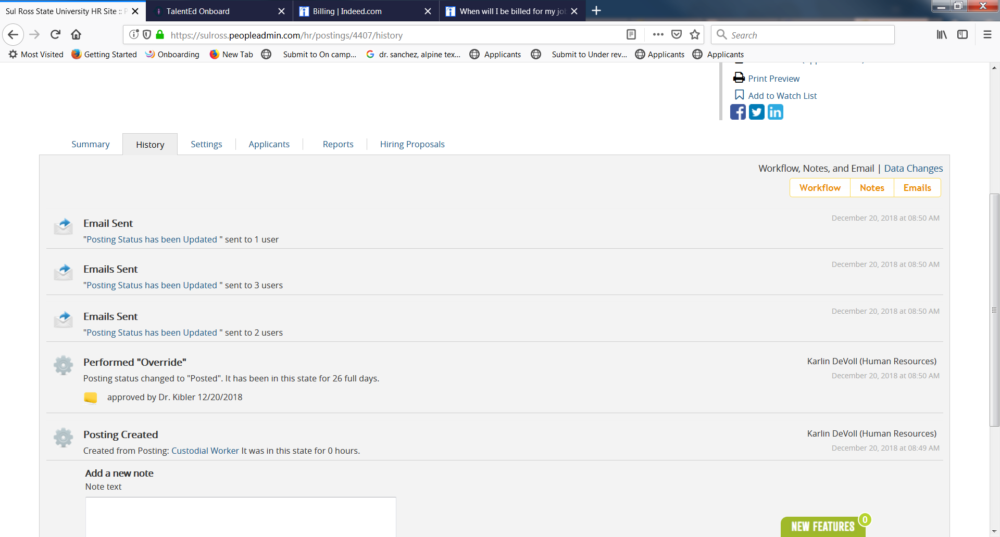 Sul Ross State University HR Site :: P
TalentEd Onboard
Billing | Indeed.com
When will I be billed for my job
https://sulross.peopleadmin.com/hr/postings/4407/history
Search
Most Visited
Getting Started
Onboarding
New Tab
Submit to On camp...
dr. sanchez, alpine tex...
Applicants
Submit to Under rev...
Applicants
Applicants
Print Preview
Add to Watch List
Summary
History
Settings
Applicants
Reports
Hiring Proposals
Workflow, Notes, and Email | Data Changes
Workflow
Notes
Emails
Email Sent
December 20, 2018 at 08:50 AM
"Posting Status has been Updated " sent to 1 user
Emails Sent
December 20, 2018 at 08:50 AM
"Posting Status has been Updated " sent to 3 users
Emails Sent
December 20, 2018 at 08:50 AM
"Posting Status has been Updated " sent to 2 users
Performed "Override"
Karlin DeVoll (Human Resources)
December 20, 2018 at 08:50 AM
Posting status changed to "Posted". It has been in this state for 26 full days.
approved by Dr. Kibler 12/20/2018
Posting Created
Karlin DeVoll (Human Resources)
December 20, 2018 at 08:49 AM
Created from Posting: Custodial Worker It was in this state for 0 hours.
Add a new note
Note text
NEW FEATURES
0